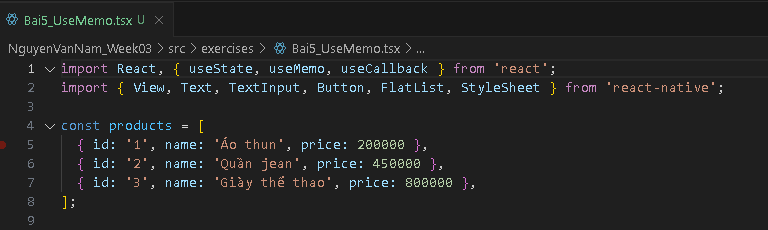 Bai5_UseMemo.tsx U ×
NguyenVanNam_Week03 > src > exercises > Bai5_UseMemo.tsx > ...
1 import React, { useState, useMemo, useCallback } from 'react';
2 import { View, Text, TextInput, Button, FlatList, StyleSheet } from 'react-native';
3
4 const products = [
5 { id: '1', name: 'Áo thun', price: 200000 },
6 { id: '2', name: 'Quần jean', price: 450000 },
7 { id: '3', name: 'Giày thể thao', price: 800000 },
8 ];
9